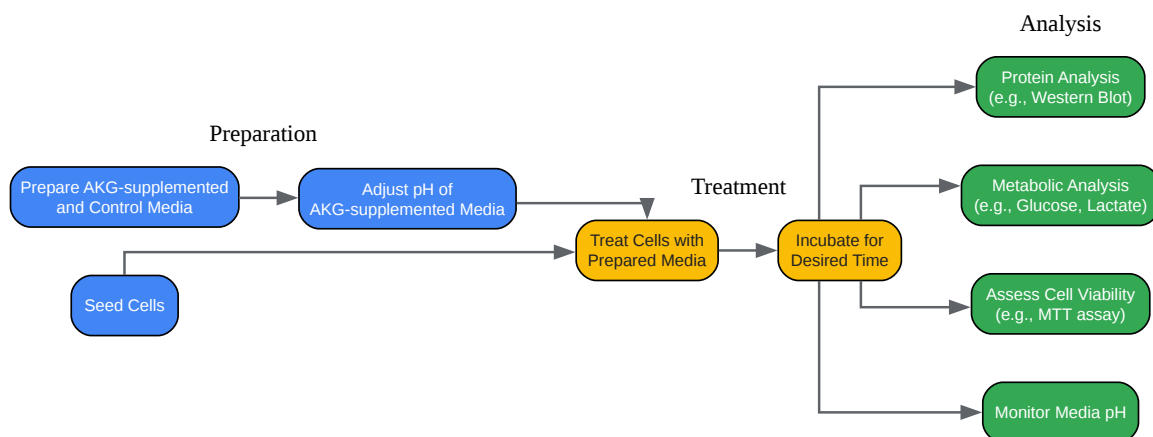 Analysis
Protein Analysis
(e.g., Western Blot)
Preparation
Prepare AKG-supplemented
and Control Media
Adjust pH of
AKG-supplemented Media
Treatment
Metabolic Analysis
(e.g., Glucose, Lactate)
Treat Cells with
Prepared Media
Incubate for
Desired Time
Seed Cells
Assess Cell Viability
(e.g., MTT assay)
Monitor Media pH